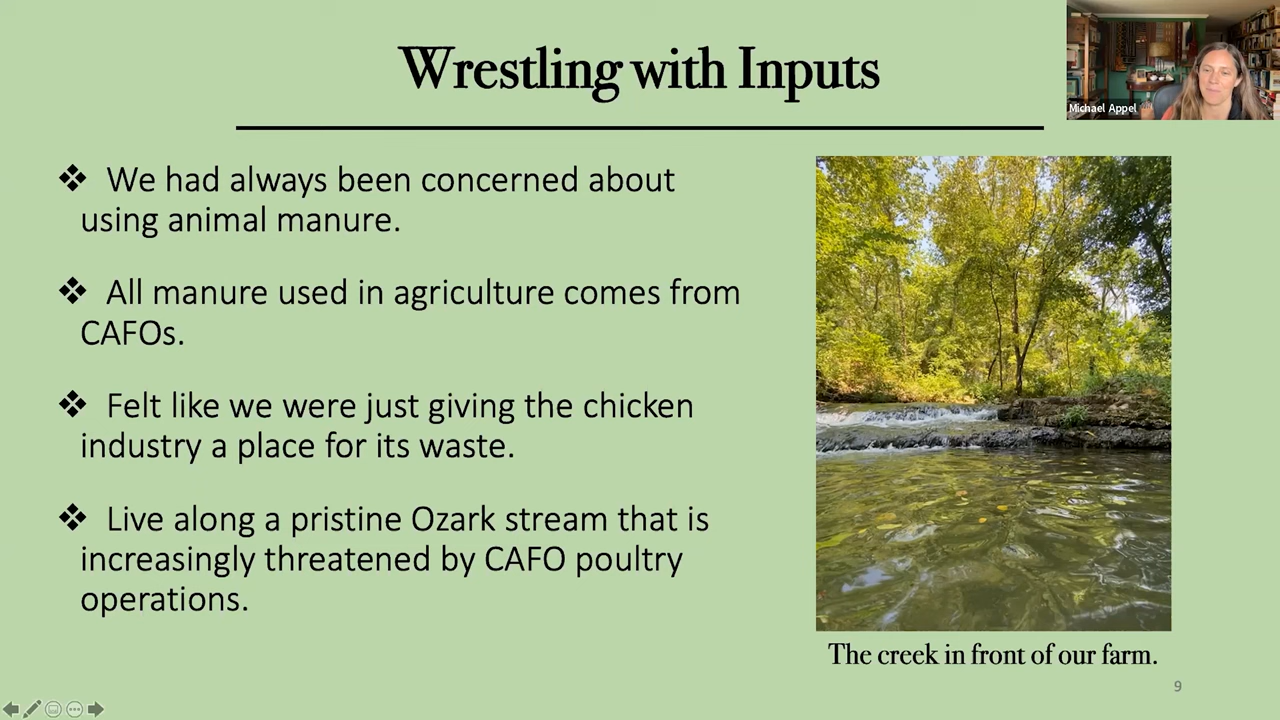 Wrestling with Inputs
Michael Appel
❖ We had always been concerned about
using animal manure.
❖ All manure used in agriculture comes from
CAFOs.
❖ Felt like we were just giving the chicken
industry a place for its waste.
❖ Live along a pristine Ozark stream that is
increasingly threatened by CAFO poultry
operations.
The creek in front of our farm.
9